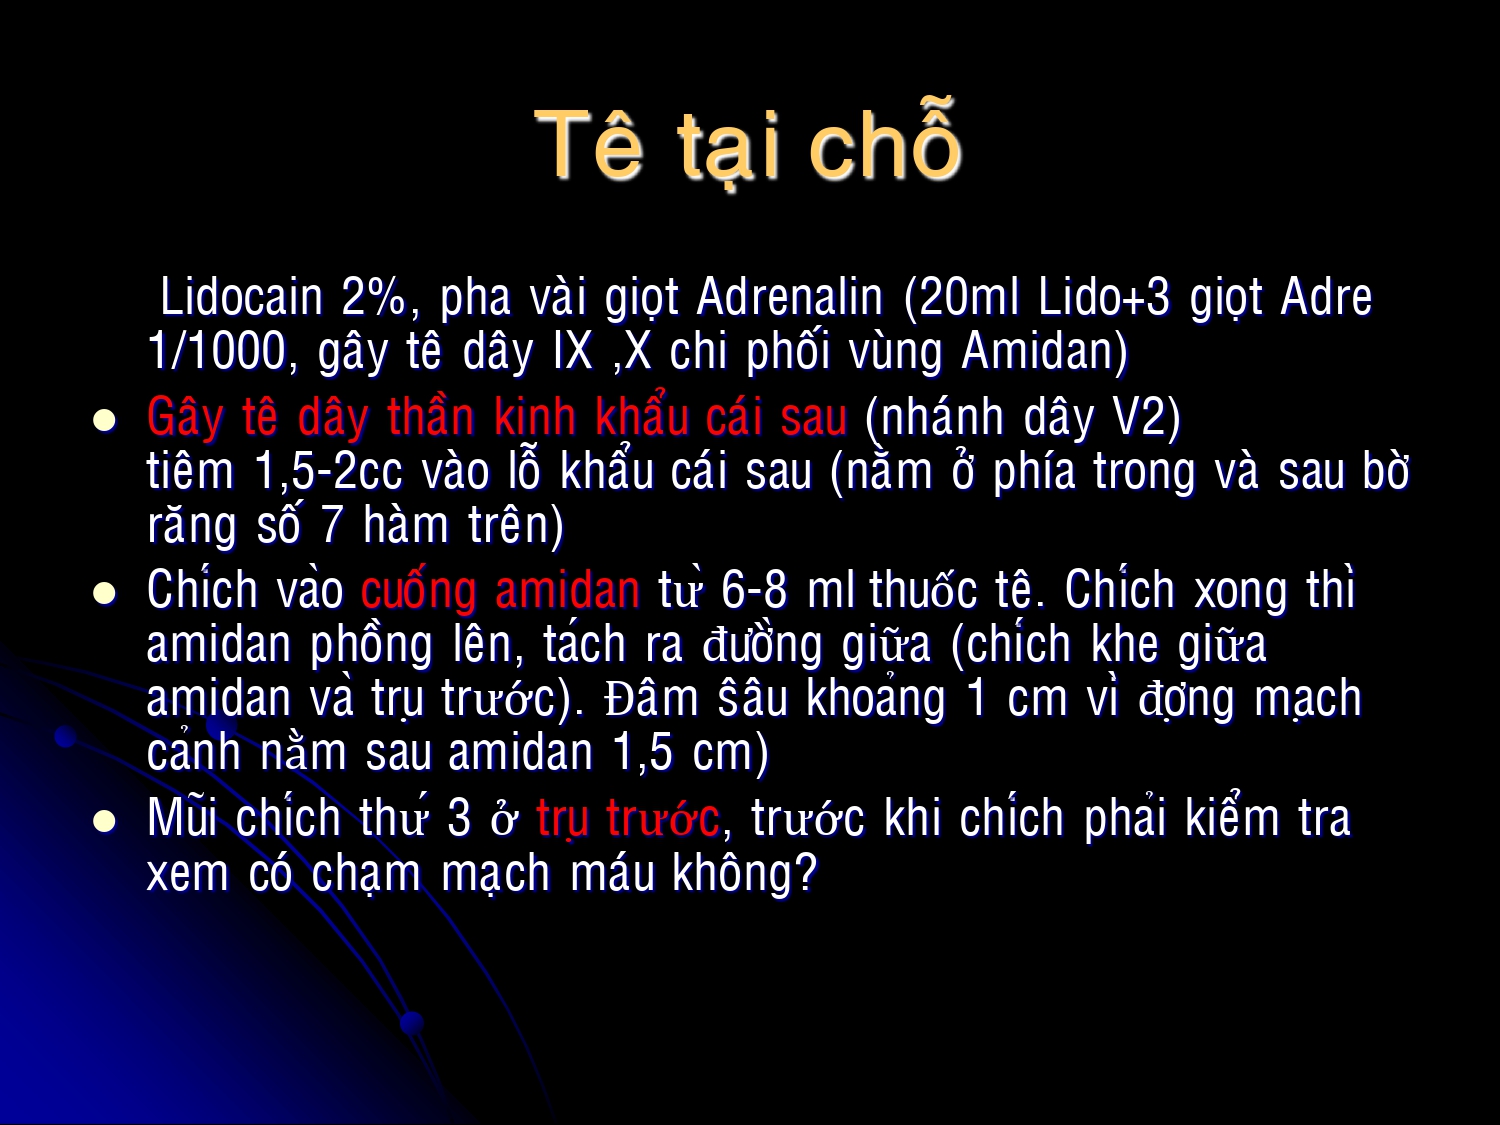 Tê tại chỗ
Lidocain 2%, pha vài giọt Adrenalin (20ml Lido+3 giọt Adre
1/1000, gây tê dây IX ,X chi phối vùng Amidan)
Gây tê dây thần kinh khẩu cái sau (nhánh dây V2)
tiêm 1,5-2cc vào lỗ khẩu cái sau (nằm ở phía trong và sau bờ
răng số 7 hàm trên)
Chích vào cuống amidan từ 6-8 ml thuốc tê. Chích xong thì
amidan phồng lên, tách ra đường giữa (chích khe giữa
amidan và trụ trước). Đâm ŝâu khoảng 1 cm vì đợng mạch
cảnh nằm sau amidan 1,5 cm)
Mũi chích thứ 3 ở trụ trước, trước khi chích phải kiểm tra
xem có chạm mạch máu không?